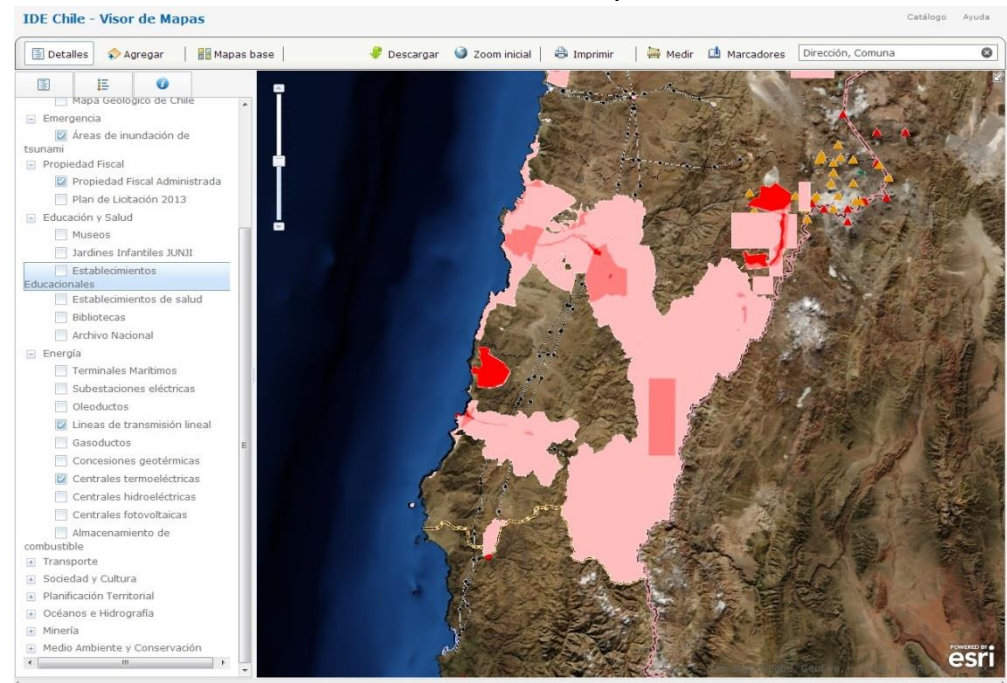 IDE Chile - Visor de Mapas
Catálogo Ayuda
Detalles Agregar Mapas base Descargar Zoom inicial Imprimir Medir Marcadores Dirección, Comuna
Mapa Geológico de Chile
Emergencia
Áreas de inundación de
tsunami
Propiedad Fiscal
Propiedad Fiscal Administrada
Plan de Licitación 2013
Educación y Salud
Museos
Jardines Infantiles JUNJI
Establecimientos
Educacionales
Establecimientos de salud
Bibliotecas
Archivo Nacional
Energía
Terminales Marítimos
Subestaciones eléctricas
Oleoductos
Lineas de transmisión lineal
Gasoductos
Concesiones geotérmicas
Centrales termoeléctricas
Centrales hidroeléctricas
Centrales fotovoltaicas
Almacenamiento de
combustible
Transporte
Sociedad y Cultura
Planificación Territorial
Océanos e Hidrografía
Minería
Medio Ambiente y Conservación
POWERED BY
esri